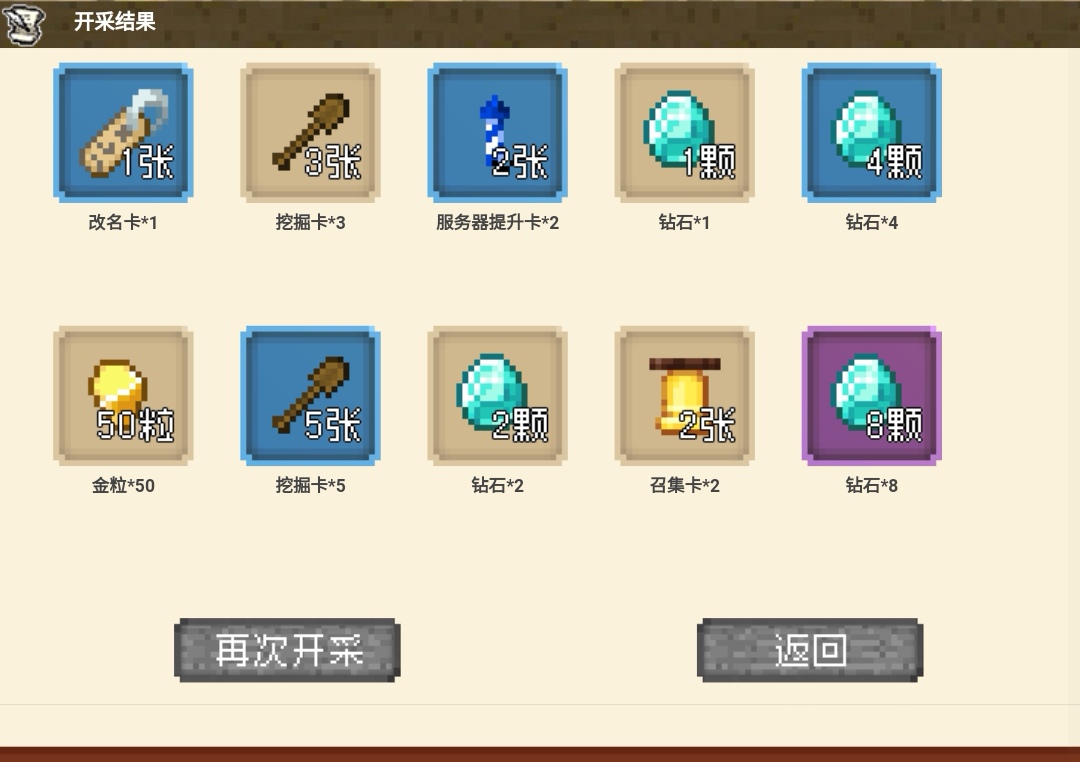 开采结果
1张
3张
2张
1颗
4颗
改名卡*1
挖掘卡*3
服务器提升卡*2
钻石*1
钻石*4
50粒
5张
2颗
2张
8颗
金粒*50
挖掘卡*5
钻石*2
召集卡*2
钻石*8
再次开采
返回